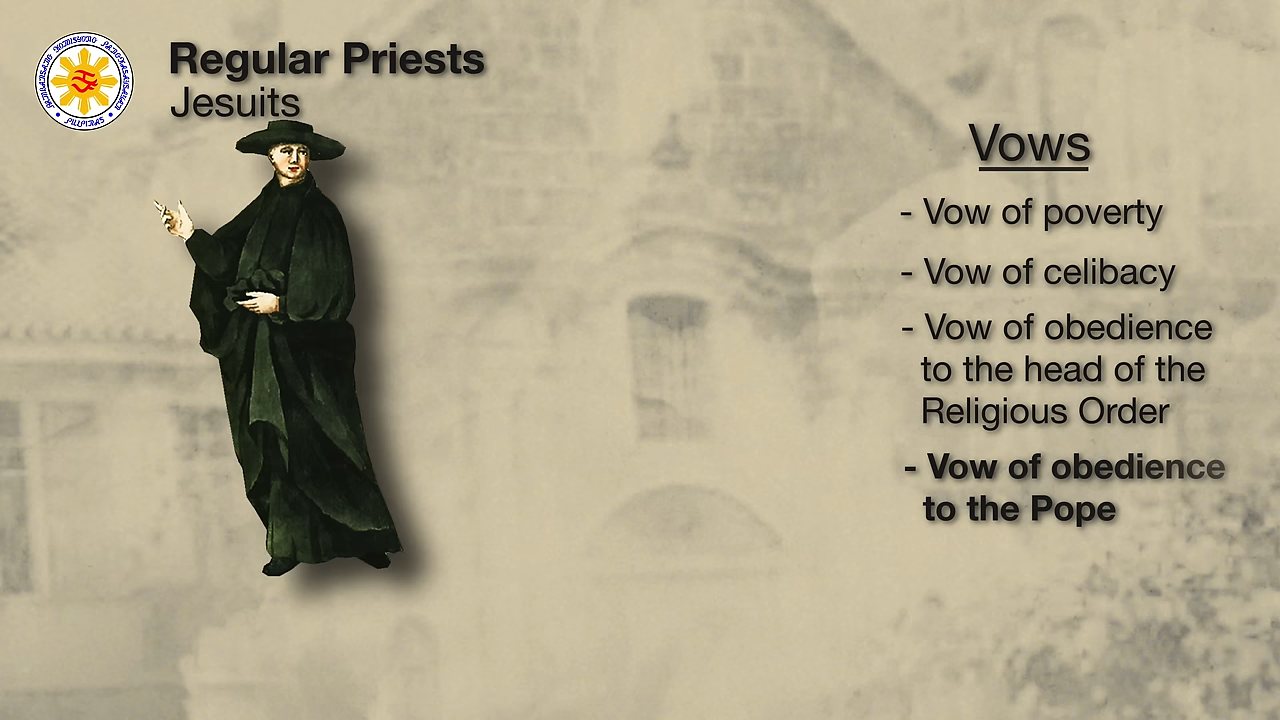 Regular Priests
Jesuits
Vows
- Vow of poverty
- Vow of celibacy
- Vow of obedience
to the head of the
Religious Order
- Vow of obedience
to the Pope